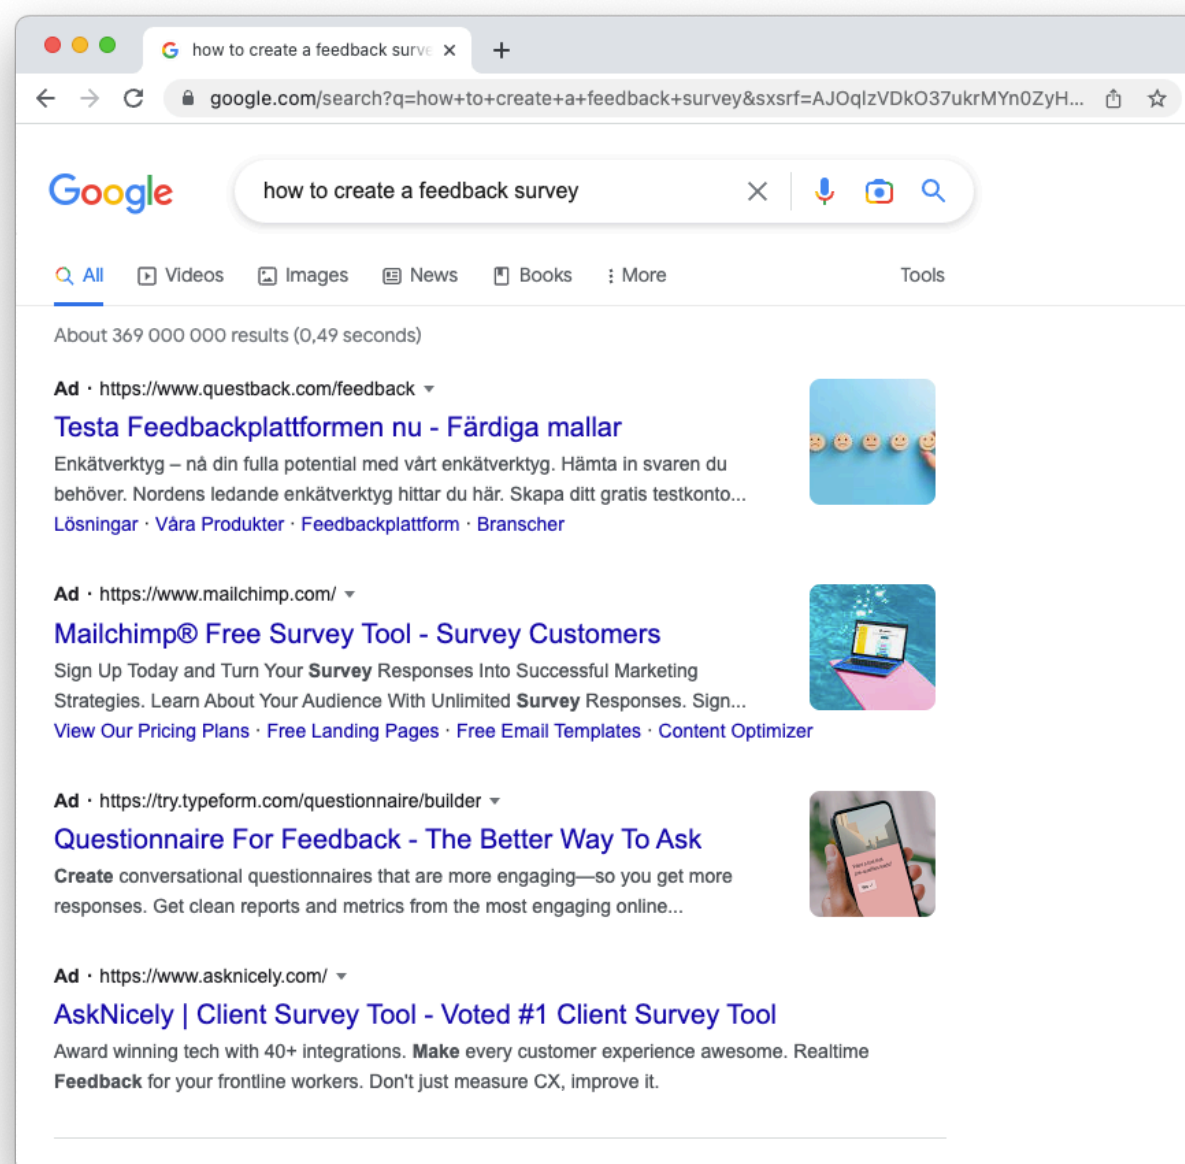 how to create a feedback surve
google.com/search?q=how+to+create+a+feedback+survey&sxsrf=AJOqlzVDkO37ukrMYn0ZyH...
Google
how to create a feedback survey
All Videos Images News Books More Tools
About 369 000 000 results (0,49 seconds)
Ad · https://www.questback.com/feedback
Testa Feedbackplattformen nu - Färdiga mallar
Enkätverktyg – nå din fulla potential med vårt enkätverktyg. Hämta in svaren du
behöver. Nordens ledande enkätverktyg hittar du här. Skapa ditt gratis testkonto...
Lösningar · Våra Produkter · Feedbackplattform · Branscher
Ad · https://www.mailchimp.com/
Mailchimp® Free Survey Tool - Survey Customers
Sign Up Today and Turn Your Survey Responses Into Successful Marketing
Strategies. Learn About Your Audience With Unlimited Survey Responses. Sign...
View Our Pricing Plans · Free Landing Pages · Free Email Templates · Content Optimizer
Ad · https://try.typeform.com/questionnaire/builder
Questionnaire For Feedback - The Better Way To Ask
Create conversational questionnaires that are more engaging—so you get more
responses. Get clean reports and metrics from the most engaging online...
Ad · https://www.asknicely.com/
AskNicely | Client Survey Tool - Voted #1 Client Survey Tool
Award winning tech with 40+ integrations. Make every customer experience awesome. Realtime
Feedback for your frontline workers. Don't just measure CX, improve it.